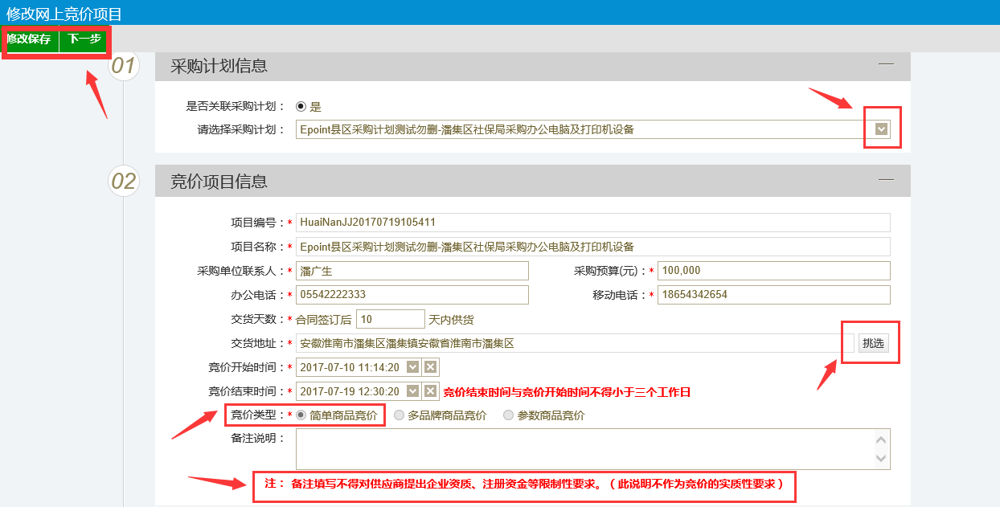 修改网上竞价项目
修改保存 下一步
01 采购计划信息
是否关联采购计划： 是
请选择采购计划： Epoint县区采购计划测试勿删-潘集区社保局采购办公电脑及打印机设备
02 竞价项目信息
项目编号：* HuaiNanJJ20170719105411
项目名称：* Epoint县区采购计划测试勿删-潘集区社保局采购办公电脑及打印机设备
采购单位联系人：* 潘广生 采购预算(元)：* 100,000
办公电话：* 05542222333 移动电话：* 18654342654
交货天数：* 合同签订后 10 天内供货
交货地址：* 安徽淮南市潘集区潘集镇安徽省淮南市潘集区 挑选
竞价开始时间：* 2017-07-10 11:14:20
竞价结束时间：* 2017-07-19 12:30:20 竞价结束时间与竞价开始时间不得小于三个工作日
竞价类型：* 简单商品竞价 多品牌商品竞价 参数商品竞价
备注说明：
注： 备注填写不得对供应商提出企业资质、注册资金等限制性要求。（此说明不作为竞价的实质性要求）